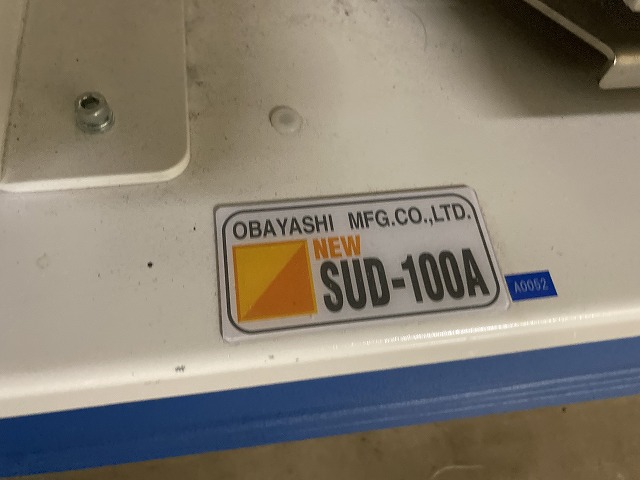 OBAYASHI MFG.CO.,LTD.
NEW
SUD-100A
A0052